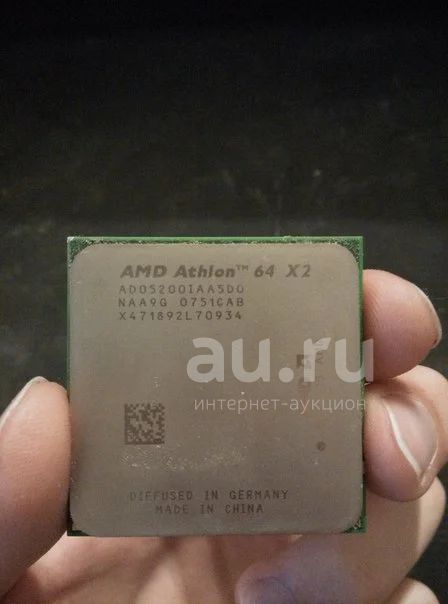 AMD Athlon™ 64 X2
ADO5200IAA5DO
NAA9G 0751CAB
X471892L70934
au.ru
интернет-аукцион
DIFFUSED IN GERMANY
MADE IN CHINA